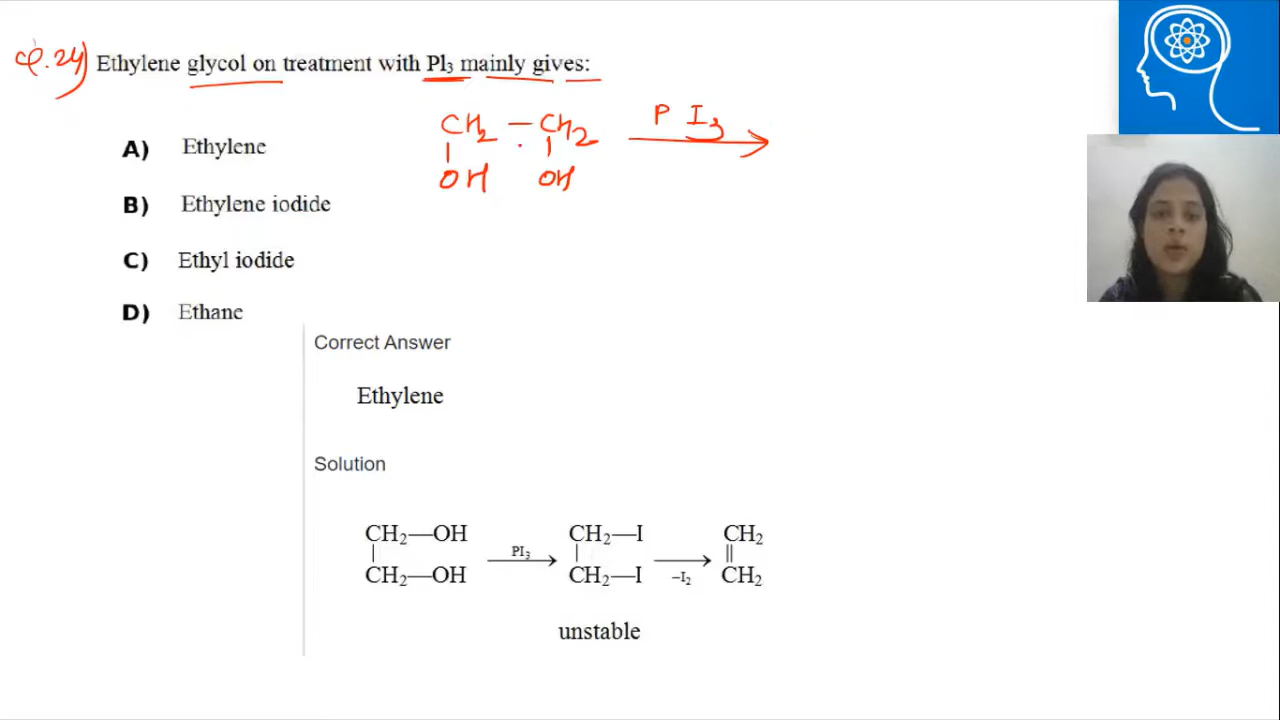 Q.24) Ethylene glycol on treatment with PI3 mainly gives:
CH2 — CH2 P I3
OH OH
A) Ethylene
B) Ethylene iodide
C) Ethyl iodide
D) Ethane
Correct Answer
Ethylene
Solution
CH2—OH CH2—I CH2
PI3 –I2
CH2—OH CH2—I CH2
unstable